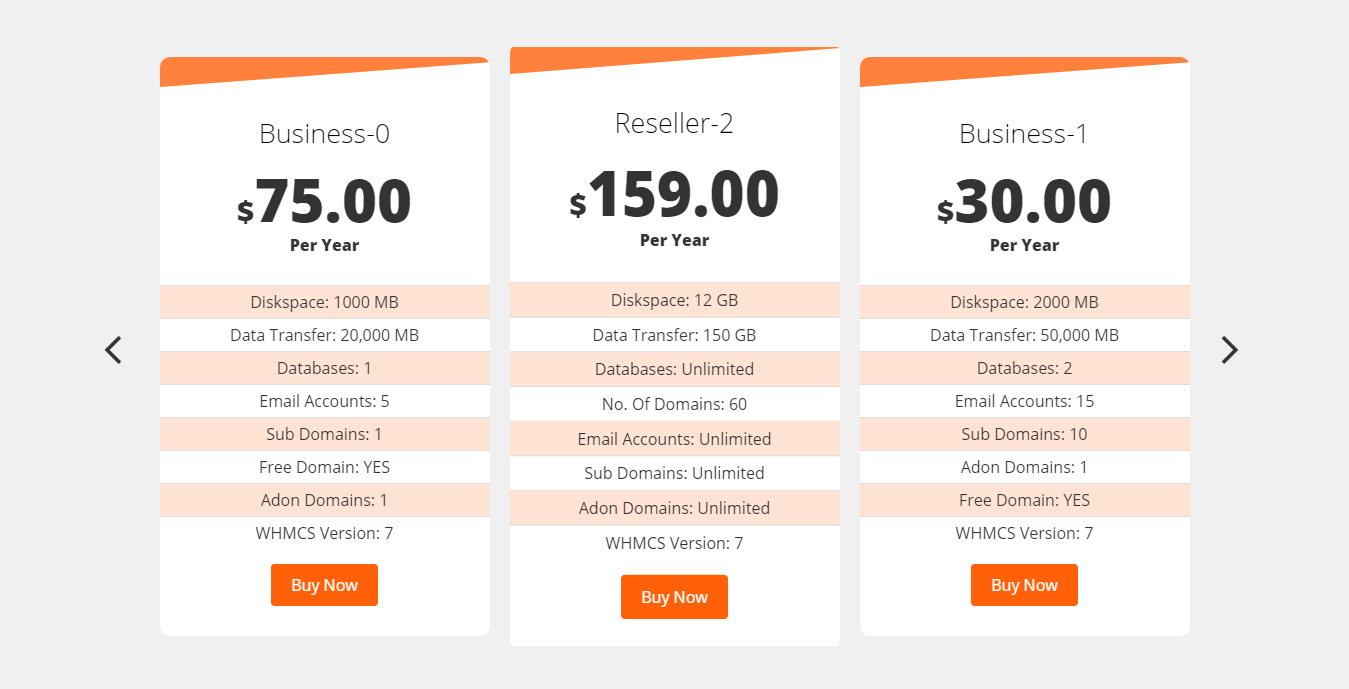 Business-0
$75.00
Per Year
Diskspace: 1000 MB
Data Transfer: 20,000 MB
Databases: 1
Email Accounts: 5
Sub Domains: 1
Free Domain: YES
Adon Domains: 1
WHMCS Version: 7
Buy Now
Reseller-2
$159.00
Per Year
Diskspace: 12 GB
Data Transfer: 150 GB
Databases: Unlimited
No. Of Domains: 60
Email Accounts: Unlimited
Sub Domains: Unlimited
Adon Domains: Unlimited
WHMCS Version: 7
Buy Now
Business-1
$30.00
Per Year
Diskspace: 2000 MB
Data Transfer: 50,000 MB
Databases: 2
Email Accounts: 15
Sub Domains: 10
Adon Domains: 1
Free Domain: YES
WHMCS Version: 7
Buy Now